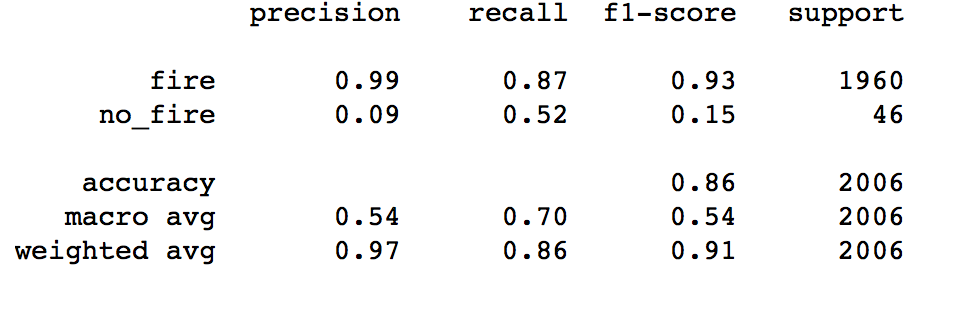 precision recall f1-score support
fire 0.99 0.87 0.93 1960
no_fire 0.09 0.52 0.15 46
accuracy 0.86 2006
macro avg 0.54 0.70 0.54 2006
weighted avg 0.97 0.86 0.91 2006